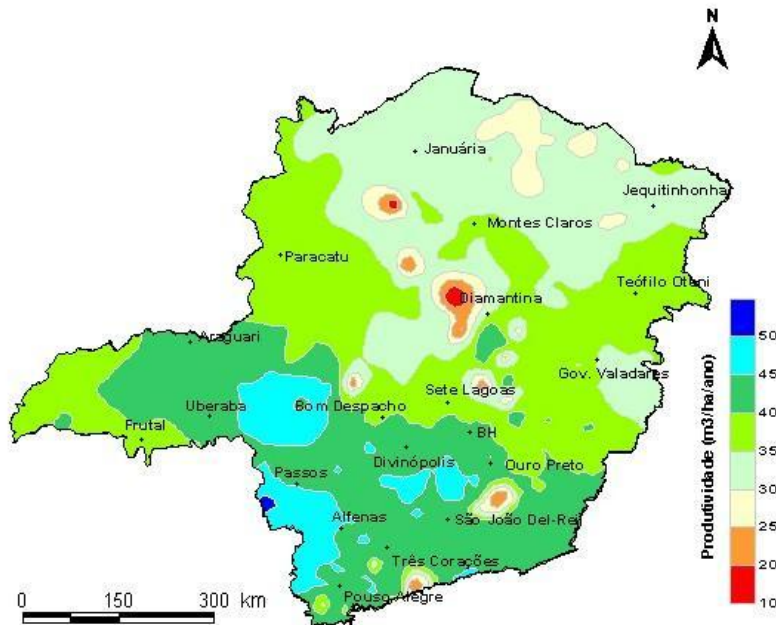 N
Januária
Jequitinhonha
Montes Claros
Paracatu
Teófilo Oteni
Diamantina
Araguari
Gov. Valadares
Sete Lagoas
Bom Despacho
Uberaba
Frutal
BH
Divinópolis
Ouro Preto
Passos
Alfenas
São João Del-Rei
Três Corações
Pouso Alegre
0 150 300 km
Produtividade (m3/ha/ano)
50
45
40
35
30
25
20
10